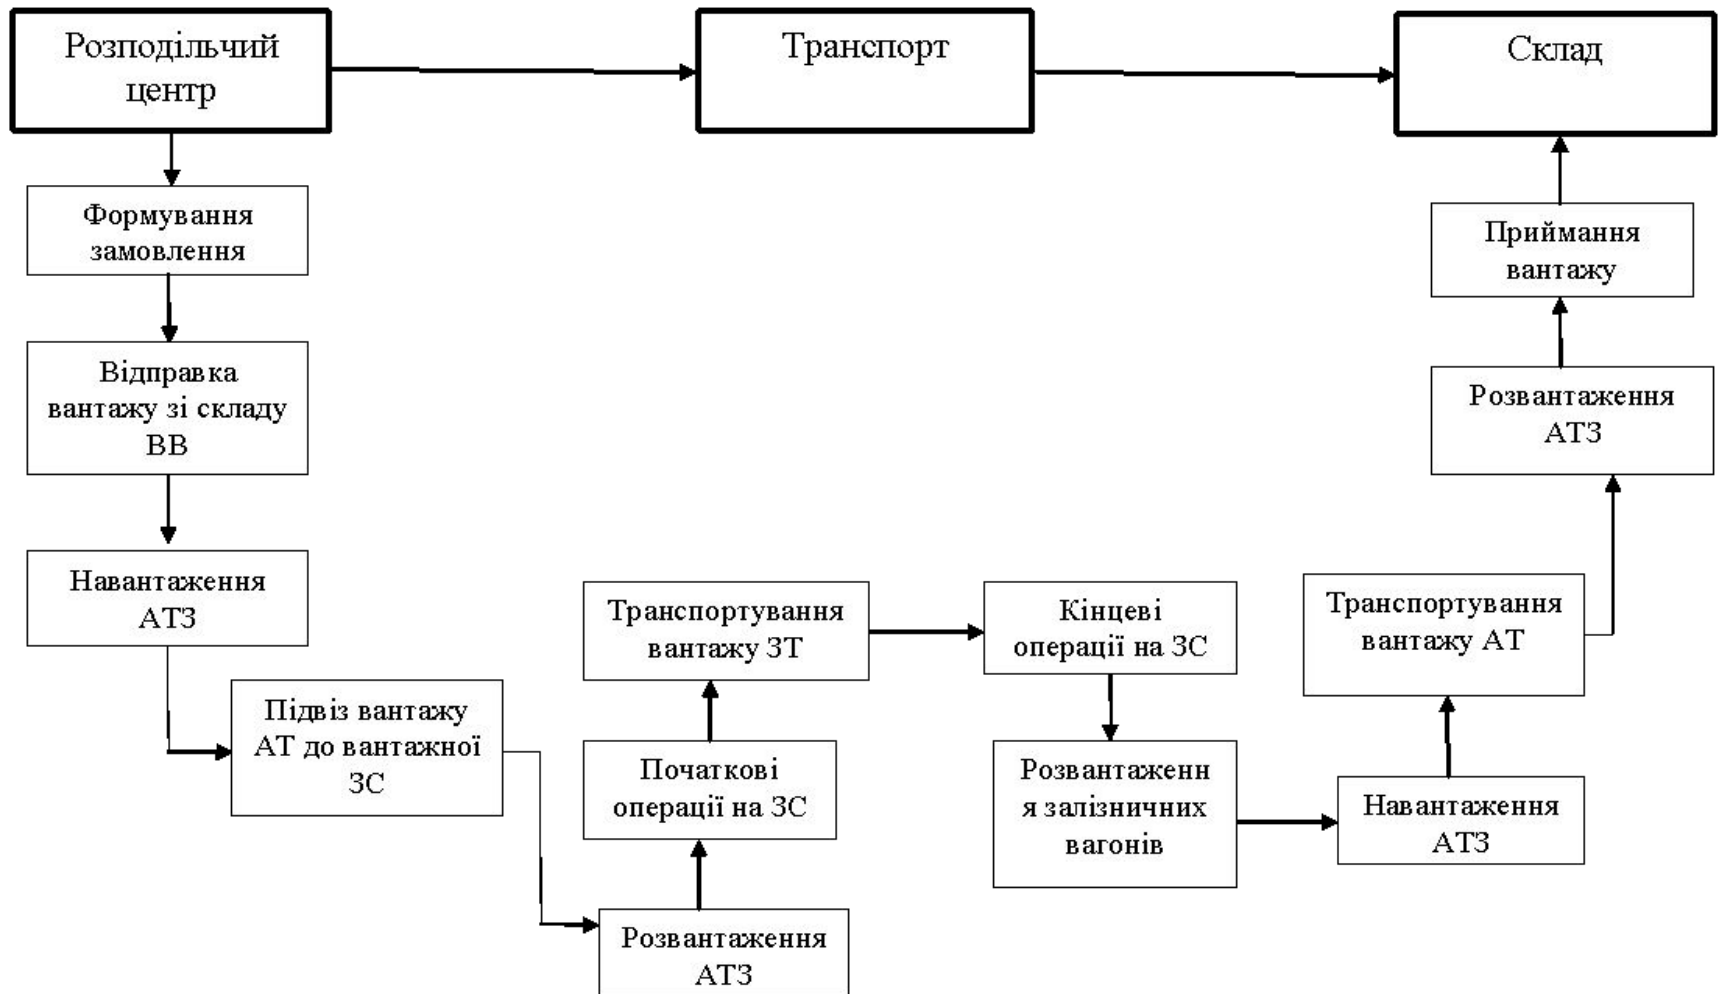 Розподільчий
центр
Транспорт
Склад
Формування
замовлення
Відправка
вантажу зі складу
ВВ
Навантаження
АТЗ
Підвіз вантажу
АТ до вантажної
ЗС
Розвантаження
АТЗ
Початкові
операції на ЗС
Транспортування
вантажу ЗТ
Кінцеві
операції на ЗС
Розвантаженн
я залізничних
вагонів
Навантаження
АТЗ
Транспортування
вантажу АТ
Розвантаження
АТЗ
Приймання
вантажу